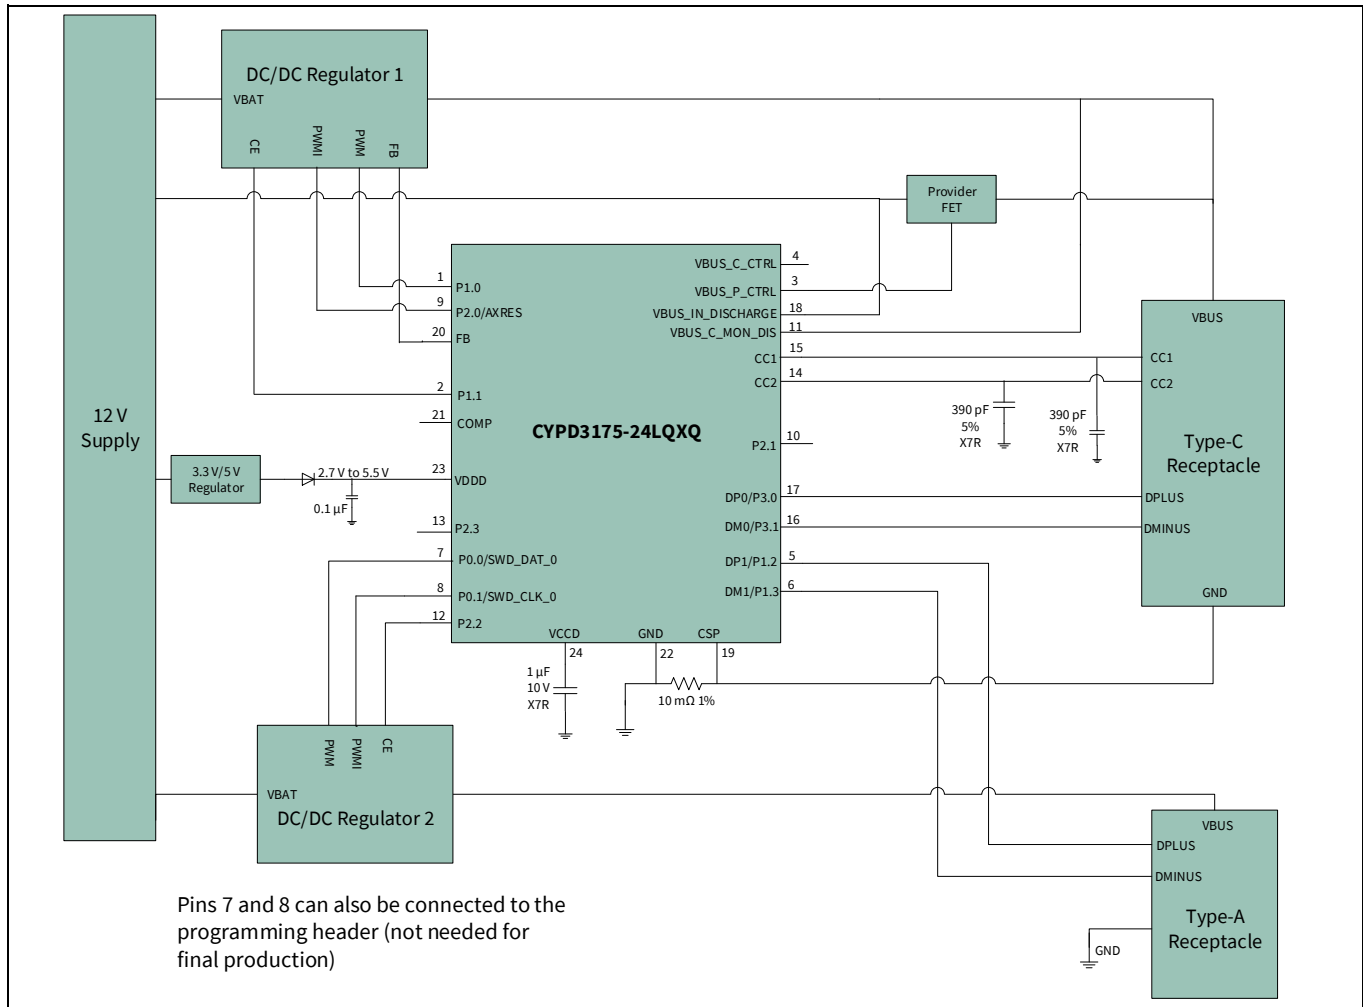 DC/DC Regulator 1
VBAT
CE
PWMI
PWM
FB
Provider
FET
12 V
Supply
3.3 V/5 V
Regulator
2.7 V to 5.5 V
0.1 µF
CYPD3175-24LQXQ
1
P1.0
9
P2.0/AXRES
20
FB
2
P1.1
21
COMP
23
VDDD
13
P2.3
7
P0.0/SWD_DAT_0
8
P0.1/SWD_CLK_0
12
P2.2
VBUS_C_CTRL
4
VBUS_P_CTRL
3
VBUS_IN_DISCHARGE
18
VBUS_C_MON_DIS
11
CC1
15
CC2
14
P2.1
10
DP0/P3.0
17
DM0/P3.1
16
DP1/P1.2
5
DM1/P1.3
6
VCCD
24
GND
22
CSP
19
1 µF
10 V
X7R
10 mΩ 1%
390 pF
5%
X7R
390 pF
5%
X7R
VBUS
CC1
CC2
Type-C
Receptacle
DPLUS
DMINUS
GND
PWM
PWMI
CE
VBAT
DC/DC Regulator 2
VBUS
DPLUS
DMINUS
Type-A
Receptacle
GND
Pins 7 and 8 can also be connected to the
programming header (not needed for
final production)